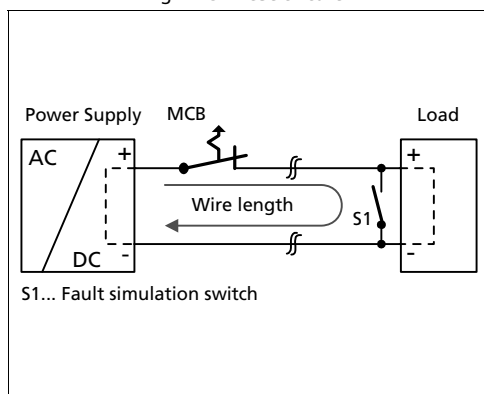 Power Supply MCB Load
AC + +
Wire length
S1
DC - -
S1... Fault simulation switch